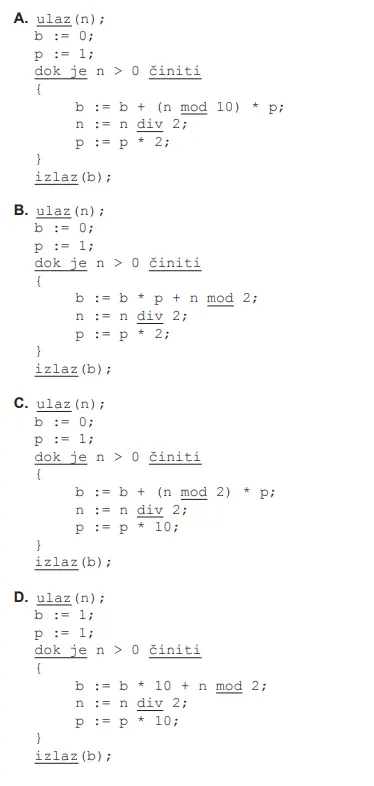 A. ulaz(n);
b := 0;
p := 1;
dok je n > 0 činiti
{
b := b + (n mod 10) * p;
n := n div 2;
p := p * 2;
}
izlaz(b);
B. ulaz(n);
b := 0;
p := 1;
dok je n > 0 činiti
{
b := b * p + n mod 2;
n := n div 2;
p := p * 2;
}
izlaz(b);
C. ulaz(n);
b := 0;
p := 1;
dok je n > 0 činiti
{
b := b + (n mod 2) * p;
n := n div 2;
p := p * 10;
}
izlaz(b);
D. ulaz(n);
b := 1;
p := 1;
dok je n > 0 činiti
{
b := b * 10 + n mod 2;
n := n div 2;
p := p * 10;
}
izlaz(b);